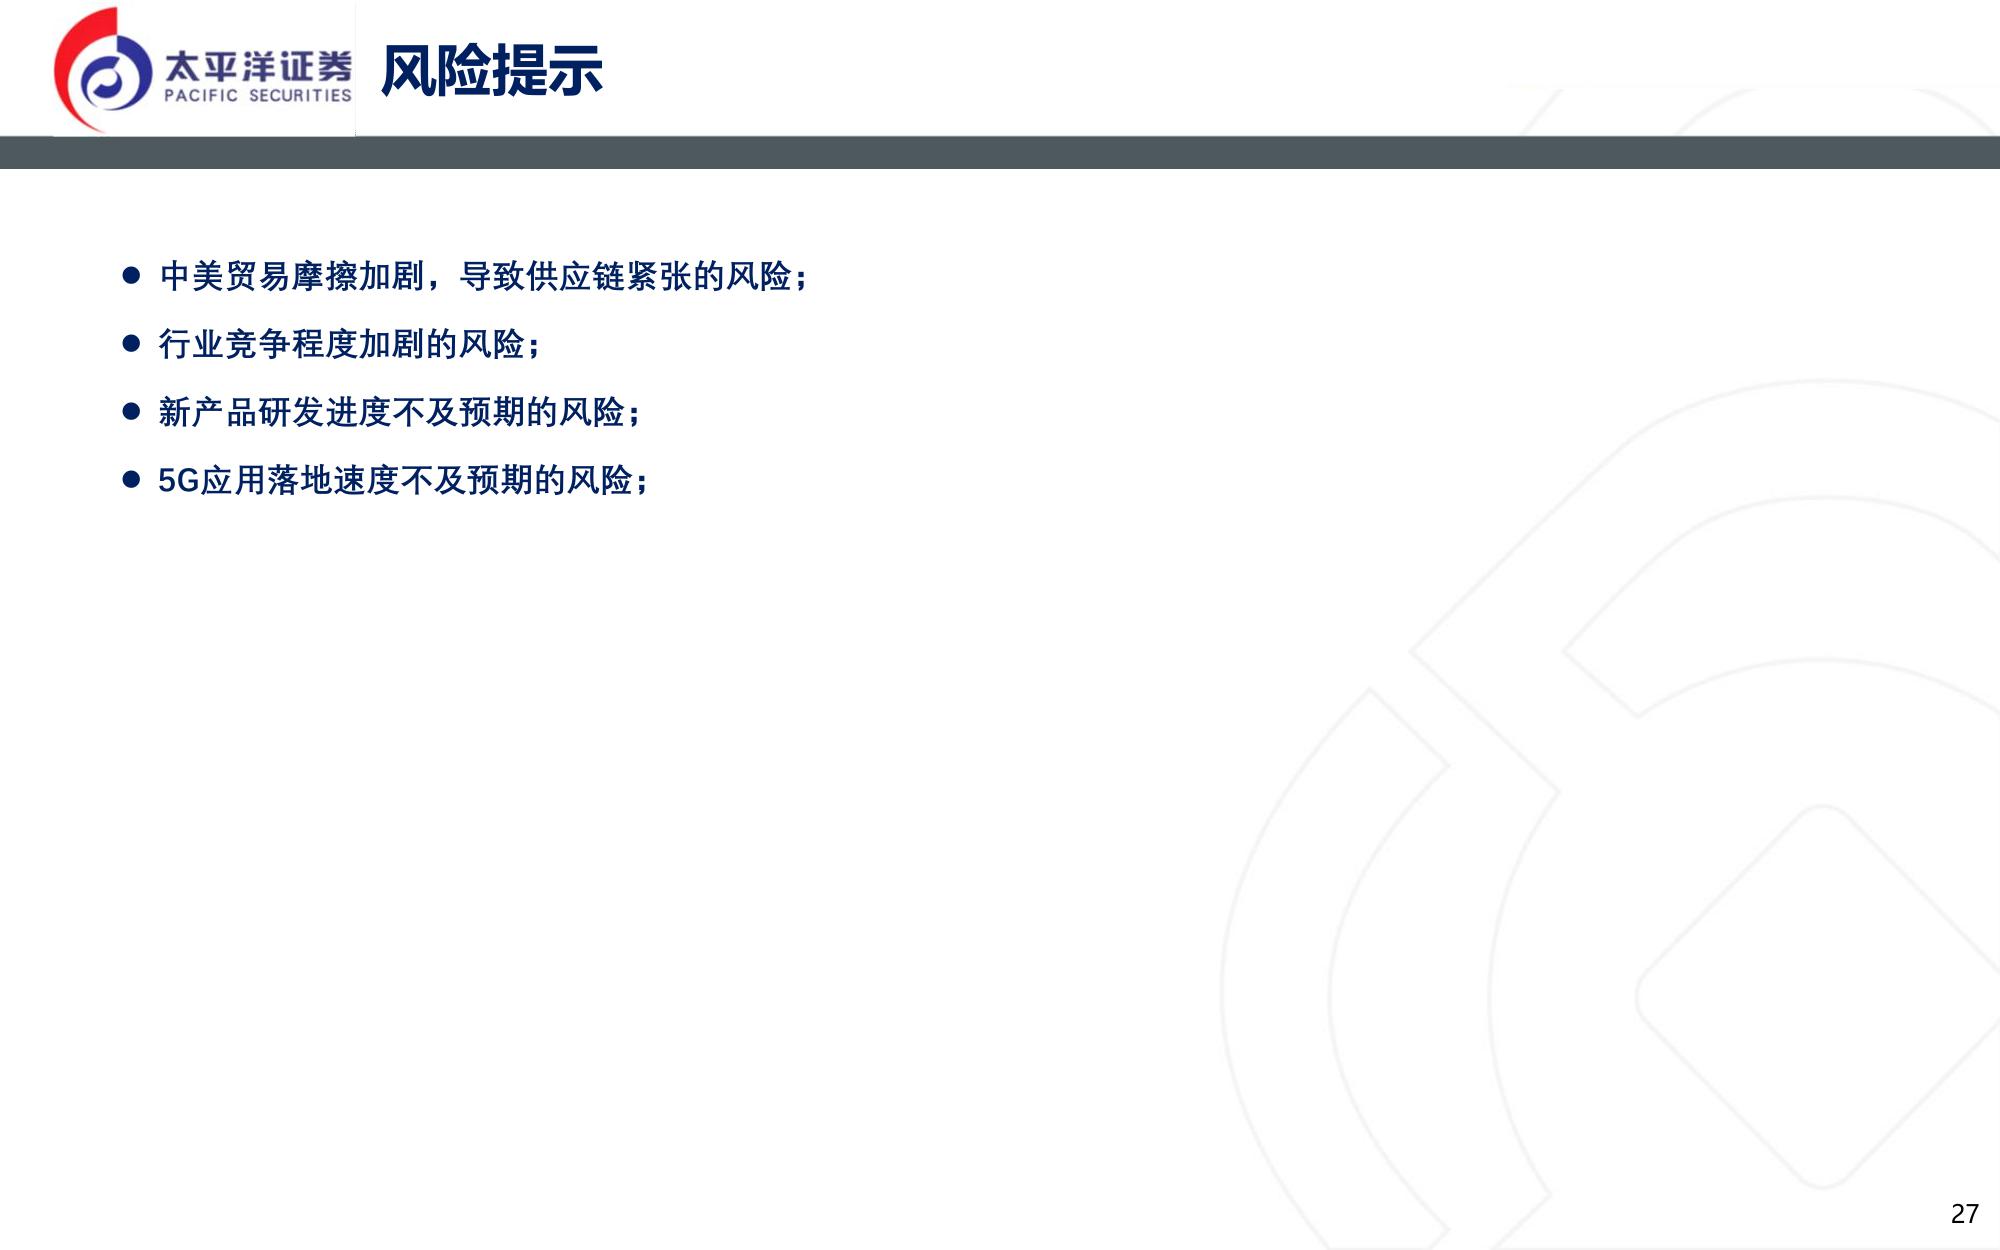 太平洋证券
PACIFIC SECURITIES
风险提示
● 中美贸易摩擦加剧，导致供应链紧张的风险；
● 行业竞争程度加剧的风险；
● 新产品研发进度不及预期的风险；
● 5G应用落地速度不及预期的风险；
27